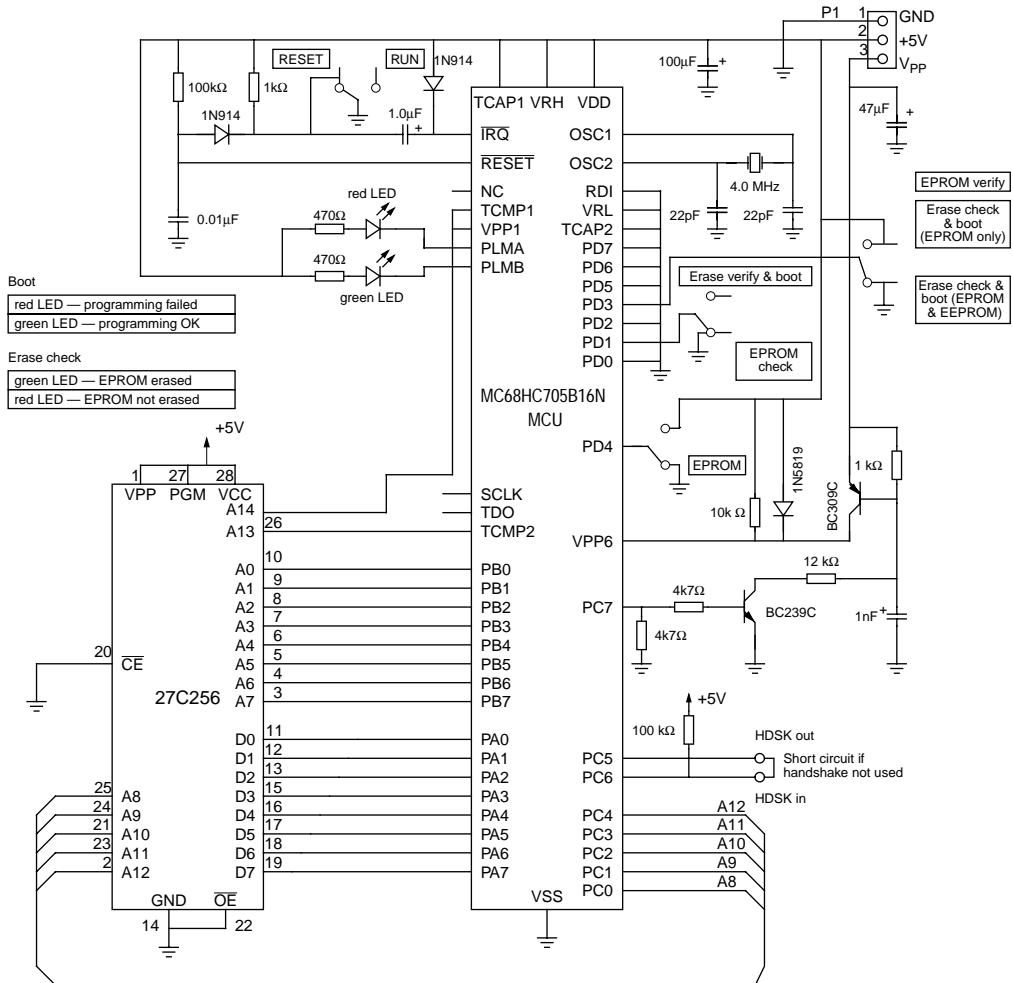 P1
1
GND
2
+5V
3
VPP
100kΩ
1kΩ
RESET
RUN
1N914
100µF
+
47µF
+
1N914
1.0µF
+
TCAP1 VRH VDD
IRQ
OSC1
RESET
OSC2
4.0 MHz
22pF
22pF
NC
TCMP1
VPP1
PLMA
PLMB
RDI
VRL
TCAP2
PD7
PD6
PD5
PD3
PD2
PD1
PD0
0.01µF
red LED
470Ω
470Ω
green LED
EPROM verify
Erase check
& boot
(EPROM only)
Erase check &
boot (EPROM
& EEPROM)
Erase verify & boot
EPROM
check
Boot
red LED — programming failed
green LED — programming OK
Erase check
green LED — EPROM erased
red LED — EPROM not erased
MC68HC705B16N
MCU
PD4
EPROM
1N5819
10k Ω
1 kΩ
BC309C
VPP6
12 kΩ
4k7Ω
PC7
BC239C
4k7Ω
1nF
+
+5V
1 27 28
VPP PGM VCC
A14
A13 26
SCLK
TDO
TCMP2
A0 10 PB0
A1 9 PB1
A2 8 PB2
A3 7 PB3
A4 6 PB4
A5 5 PB5
A6 4 PB6
A7 3 PB7
20 CE
27C256
D0 11 PA0
D1 12 PA1
D2 13 PA2
D3 15 PA3
D4 16 PA4
D5 17 PA5
D6 18 PA6
D7 19 PA7
25 A8
24 A9
21 A10
23 A11
2 A12
GND OE
14 22
VSS
+5V
100 kΩ
HDSK out
PC5
PC6
Short circuit if
handshake not used
HDSK in
PC4 A12
PC3 A11
PC2 A10
PC1 A9
PC0 A8